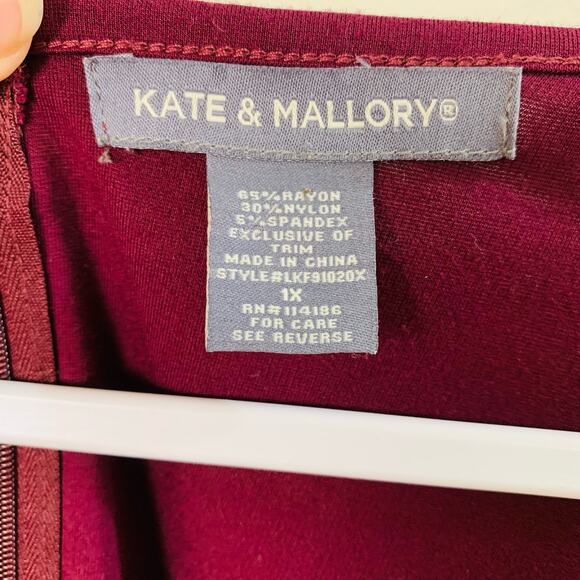 KATE & MALLORY®
65%RAYON
30%NYLON
5%SPANDEX
EXCLUSIVE OF
TRIM
MADE IN CHINA
STYLE#LKF91020X
1X
RN#114186
FOR CARE
SEE REVERSE